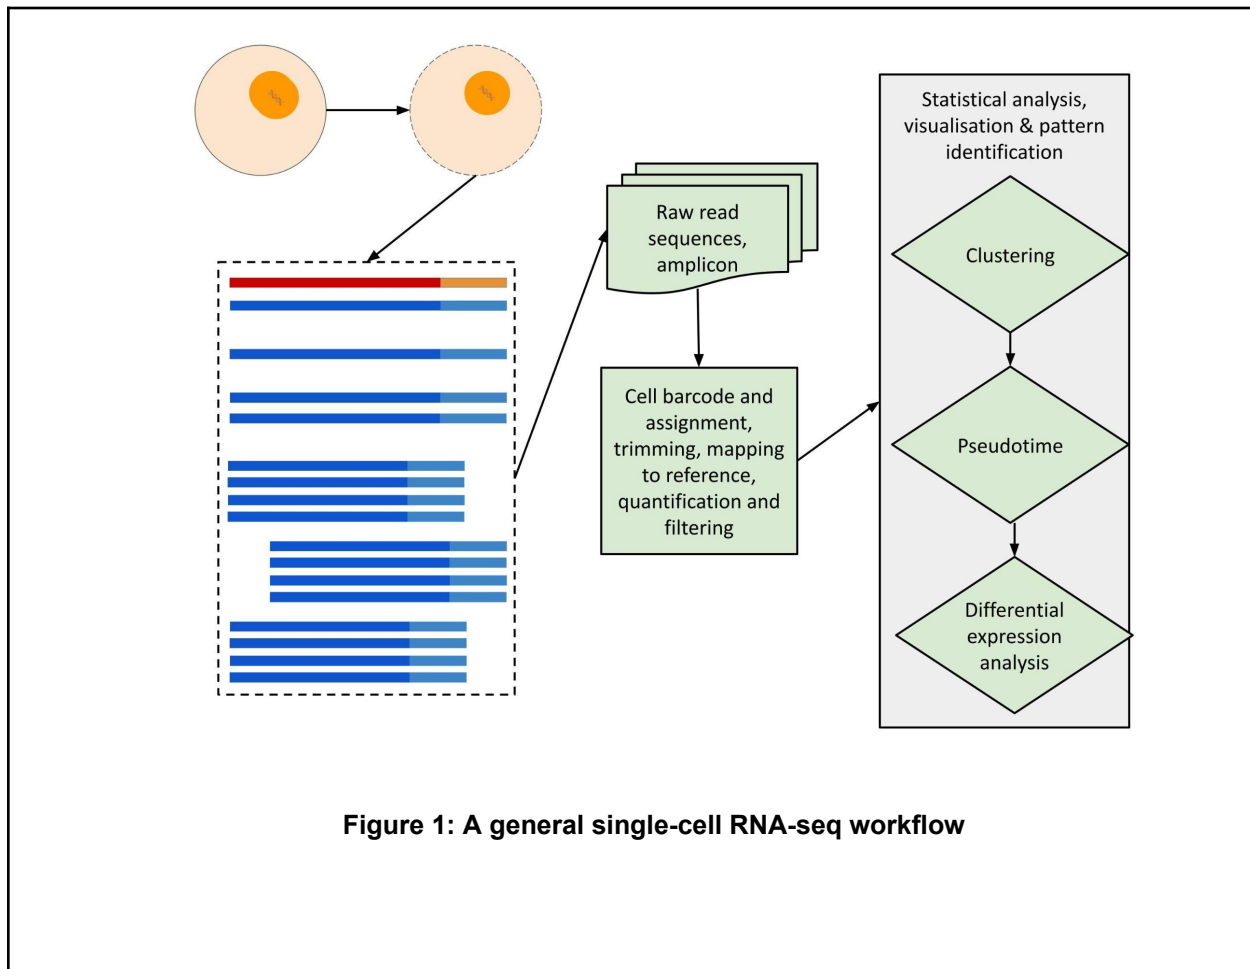 Statistical analysis,
visualisation & pattern
identification
Raw read
sequences,
amplicon
Clustering
Cell barcode and
assignment,
trimming, mapping
to reference,
quantification and
filtering
Pseudotime
Differential
expression
analysis
Figure 1: A general single-cell RNA-seq workflow